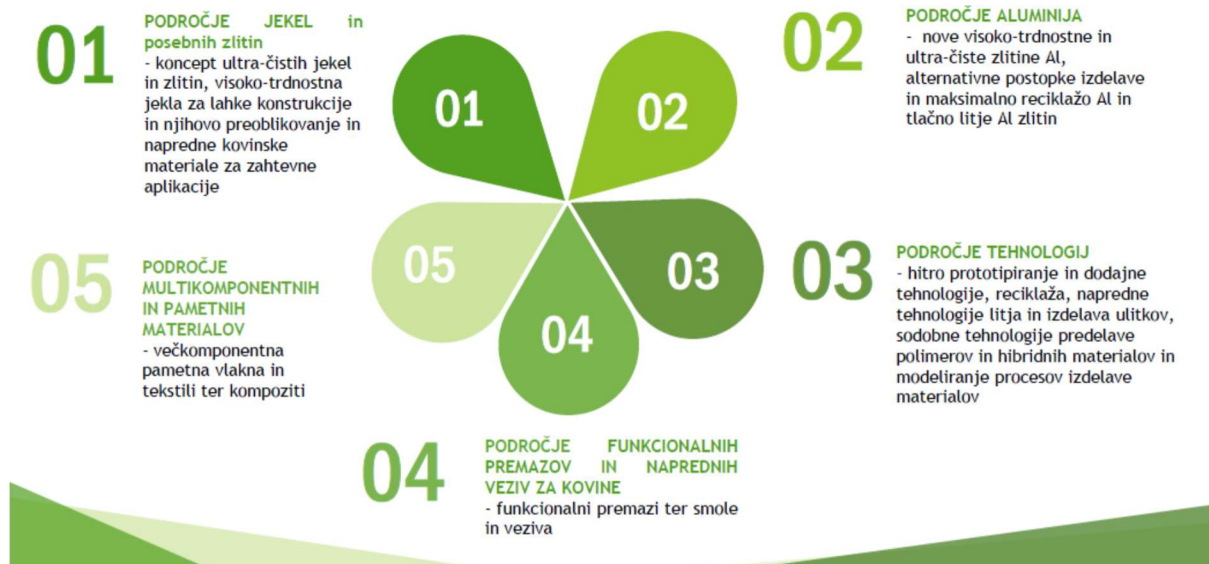 01
PODROČJE JEKEL in
posebnih zlitin
- koncept ultra-čistih jekel
in zlitin, visoko-trdnostna
jekla za lahke konstrukcije
in njihovo preoblikovanje in
napredne kovinske
materiale za zahtevne
aplikacije
02
PODROČJE ALUMINIJA
- nove visoko-trdnostne in
ultra-čiste zlitine Al,
alternativne postopke izdelave
in maksimalno reciklažo Al in
tlačno litje Al zlitin
01
02
05
03
04
05
PODROČJE
MULTIKOMPONENTNIH
IN PAMETNIH
MATERIALOV
- večkomponentna
pametna vlakna in
tekstili ter kompoziti
03
PODROČJE TEHNOLOGIJ
- hitro prototipiranje in dodajne
tehnologije, reciklaža, napredne
tehnologije litja in izdelava ulitkov,
sodobne tehnologije predelave
polimerov in hibridnih materialov in
modeliranje procesov izdelave
materialov
04
PODROČJE FUNKCIONALNIH
PREMAZOV IN NAPREDNIH
VEZIV ZA KOVINE
- funkcionalni premazi ter smole
in veziva